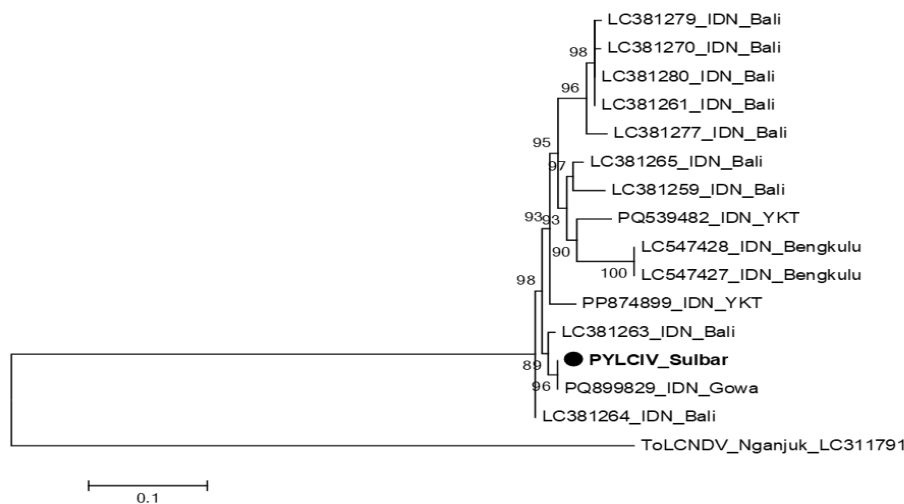 LC381279_IDN_Bali
98
LC381270_IDN_Bali
LC381280_IDN_Bali
96
LC381261_IDN_Bali
LC381277_IDN_Bali
95
LC381265_IDN_Bali
97
LC381259_IDN_Bali
93
93
PQ539482_IDN_YKT
LC547428_IDN_Bengkulu
90
100
LC547427_IDN_Bengkulu
98
PP874899_IDN_YKT
LC381263_IDN_Bali
PYLCIV_Sulbar
89
96
PQ899829_IDN_Gowa
LC381264_IDN_Bali
ToLCNDV_Nganjuk_LC311791
0.1